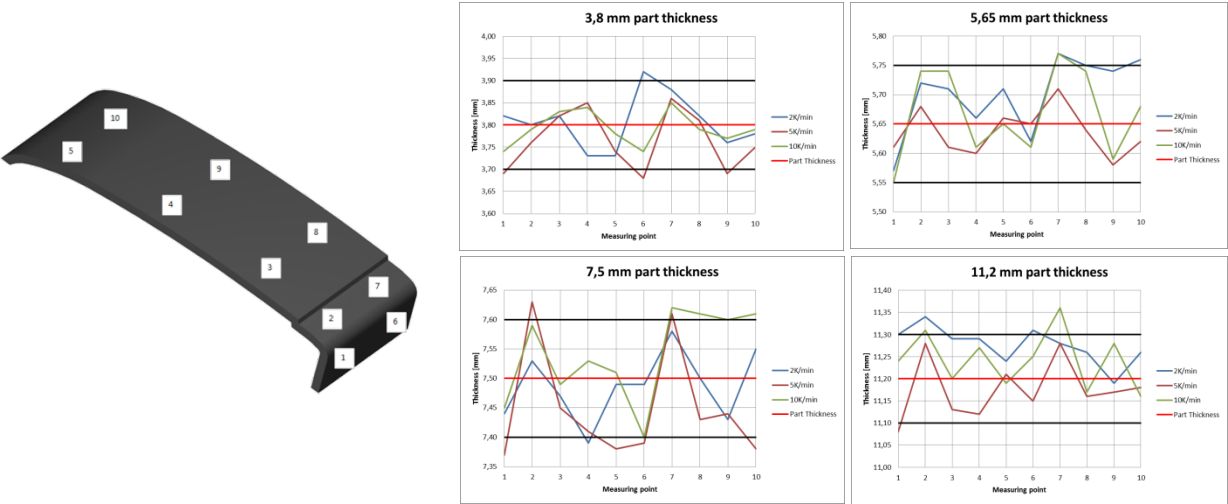 10
5
9
4
8
3
7
2
6
1
3,8 mm part thickness
4,00
3,95
3,90
3,85
3,80
3,75
3,70
3,65
3,60
Thickness [mm]
1 2 3 4 5 6 7 8 9 10
Measuring point
2K/min
5K/min
10K/min
Part Thickness
5,65 mm part thickness
5,80
5,75
5,70
5,65
5,60
5,55
5,50
Thickness [mm]
1 2 3 4 5 6 7 8 9 10
Measuring point
2K/min
5K/min
10K/min
Part Thickness
7,5 mm part thickness
7,65
7,60
7,55
7,50
7,45
7,40
7,35
Thickness [mm]
1 2 3 4 5 6 7 8 9 10
Measuring point
2K/min
5K/min
10K/min
Part Thickness
11,2 mm part thickness
11,40
11,35
11,30
11,25
11,20
11,15
11,10
11,05
11,00
Thickness [mm]
1 2 3 4 5 6 7 8 9 10
Measuring point
2K/min
5K/min
10K/min
Part Thickness